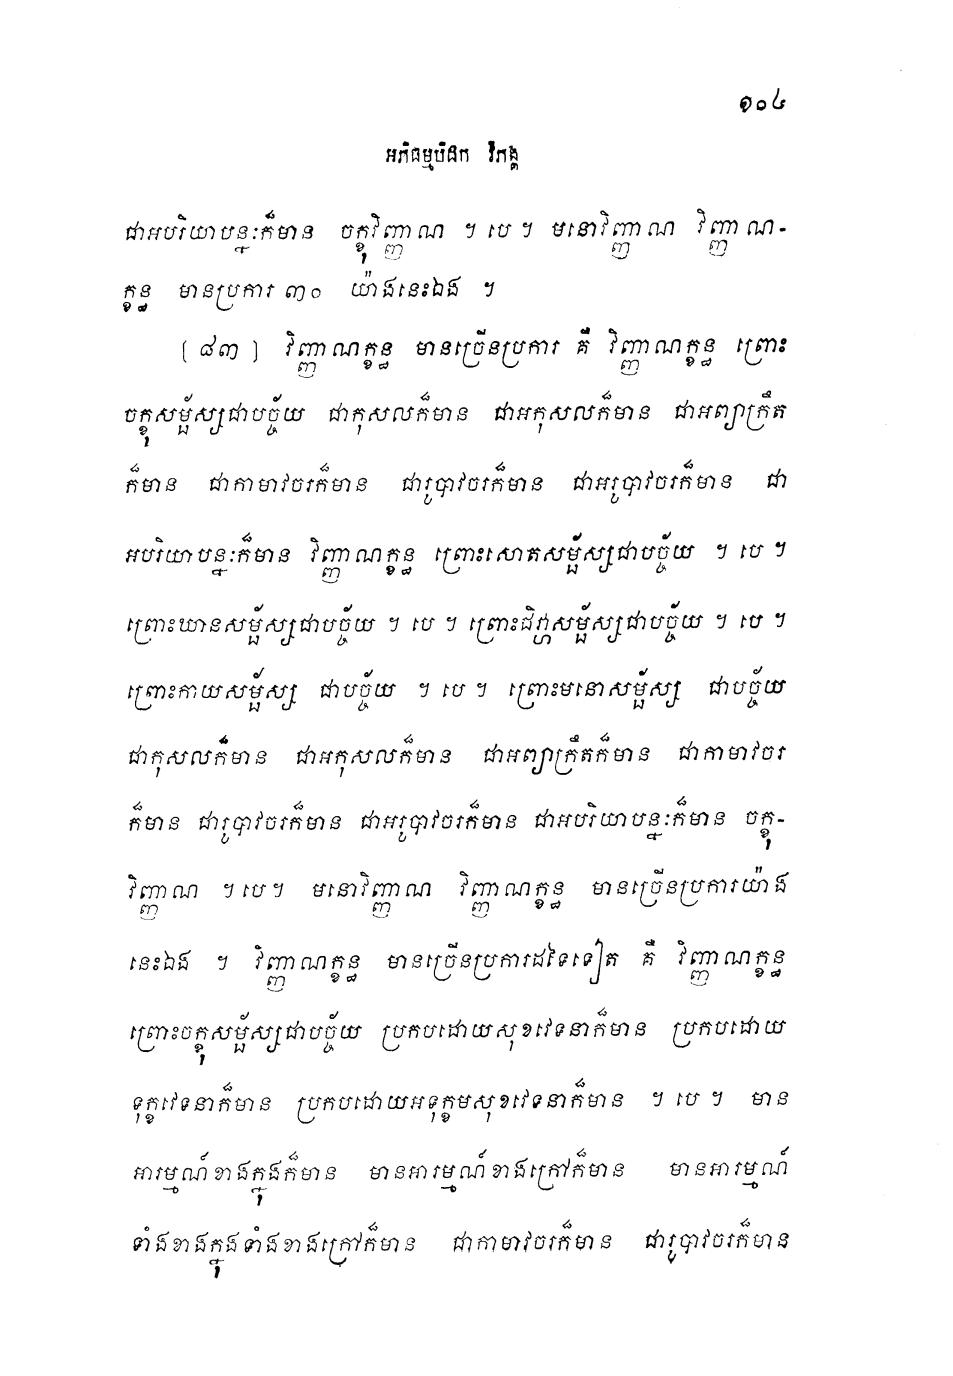 ១០៤
អភិធម្មបិដក វិភង្គ
ជាអបរិយាបន្នៈក៏មាន ចក្ខុវិញ្ញាណ ។ បេ ។ មនោវិញ្ញាណ វិញ្ញាណ-
ក្ខន្ធ មានប្រការ ៣០ យ៉ាងនេះឯង ។
[ ៨៣ ] វិញ្ញាណក្ខន្ធ មានច្រើនប្រការ គឺ វិញ្ញាណក្ខន្ធ ព្រោះ
ចក្ខុសម្ផ័ស្សជាបច្ច័យ ជាកុសលក៏មាន ជាអកុសលក៏មាន ជាអព្យាក្រឹត
ក៏មាន ជាកាមាវចរក៏មាន ជារូបាវចរក៏មាន ជាអរូបាវចរក៏មាន ជា
អបរិយាបន្នៈក៏មាន វិញ្ញាណក្ខន្ធ ព្រោះសោតសម្ផ័ស្សជាបច្ច័យ ។ បេ ។
ព្រោះឃានសម្ផ័ស្សជាបច្ច័យ ។ បេ ។ ព្រោះជិវ្ហាសម្ផ័ស្សជាបច្ច័យ ។ បេ ។
ព្រោះកាយសម្ផ័ស្ស ជាបច្ច័យ ។ បេ ។ ព្រោះមនោសម្ផ័ស្ស ជាបច្ច័យ
ជាកុសលក៏មាន ជាអកុសលក៏មាន ជាអព្យាក្រឹតក៏មាន ជាកាមាវចរ
ក៏មាន ជារូបាវចរក៏មាន ជាអរូបាវចរក៏មាន ជាអបរិយាបន្នៈក៏មាន ចក្ខុ-
វិញ្ញាណ ។ បេ ។ មនោវិញ្ញាណ វិញ្ញាណក្ខន្ធ មានច្រើនប្រការយ៉ាង
នេះឯង ។ វិញ្ញាណក្ខន្ធ មានច្រើនប្រការដទៃទៀត គឺ វិញ្ញាណក្ខន្ធ
ព្រោះចក្ខុសម្ផ័ស្សជាបច្ច័យ ប្រកបដោយសុខវេទនាក៏មាន ប្រកបដោយ
ទុក្ខវេទនាក៏មាន ប្រកបដោយអទុក្ខមសុខវេទនាក៏មាន ។ បេ ។ មាន
អារម្មណ៍ខាងក្នុងក៏មាន មានអារម្មណ៍ខាងក្រៅក៏មាន មានអារម្មណ៍
ទាំងខាងក្នុងទាំងខាងក្រៅក៏មាន ជាកាមាវចរក៏មាន ជារូបាវចរក៏មាន